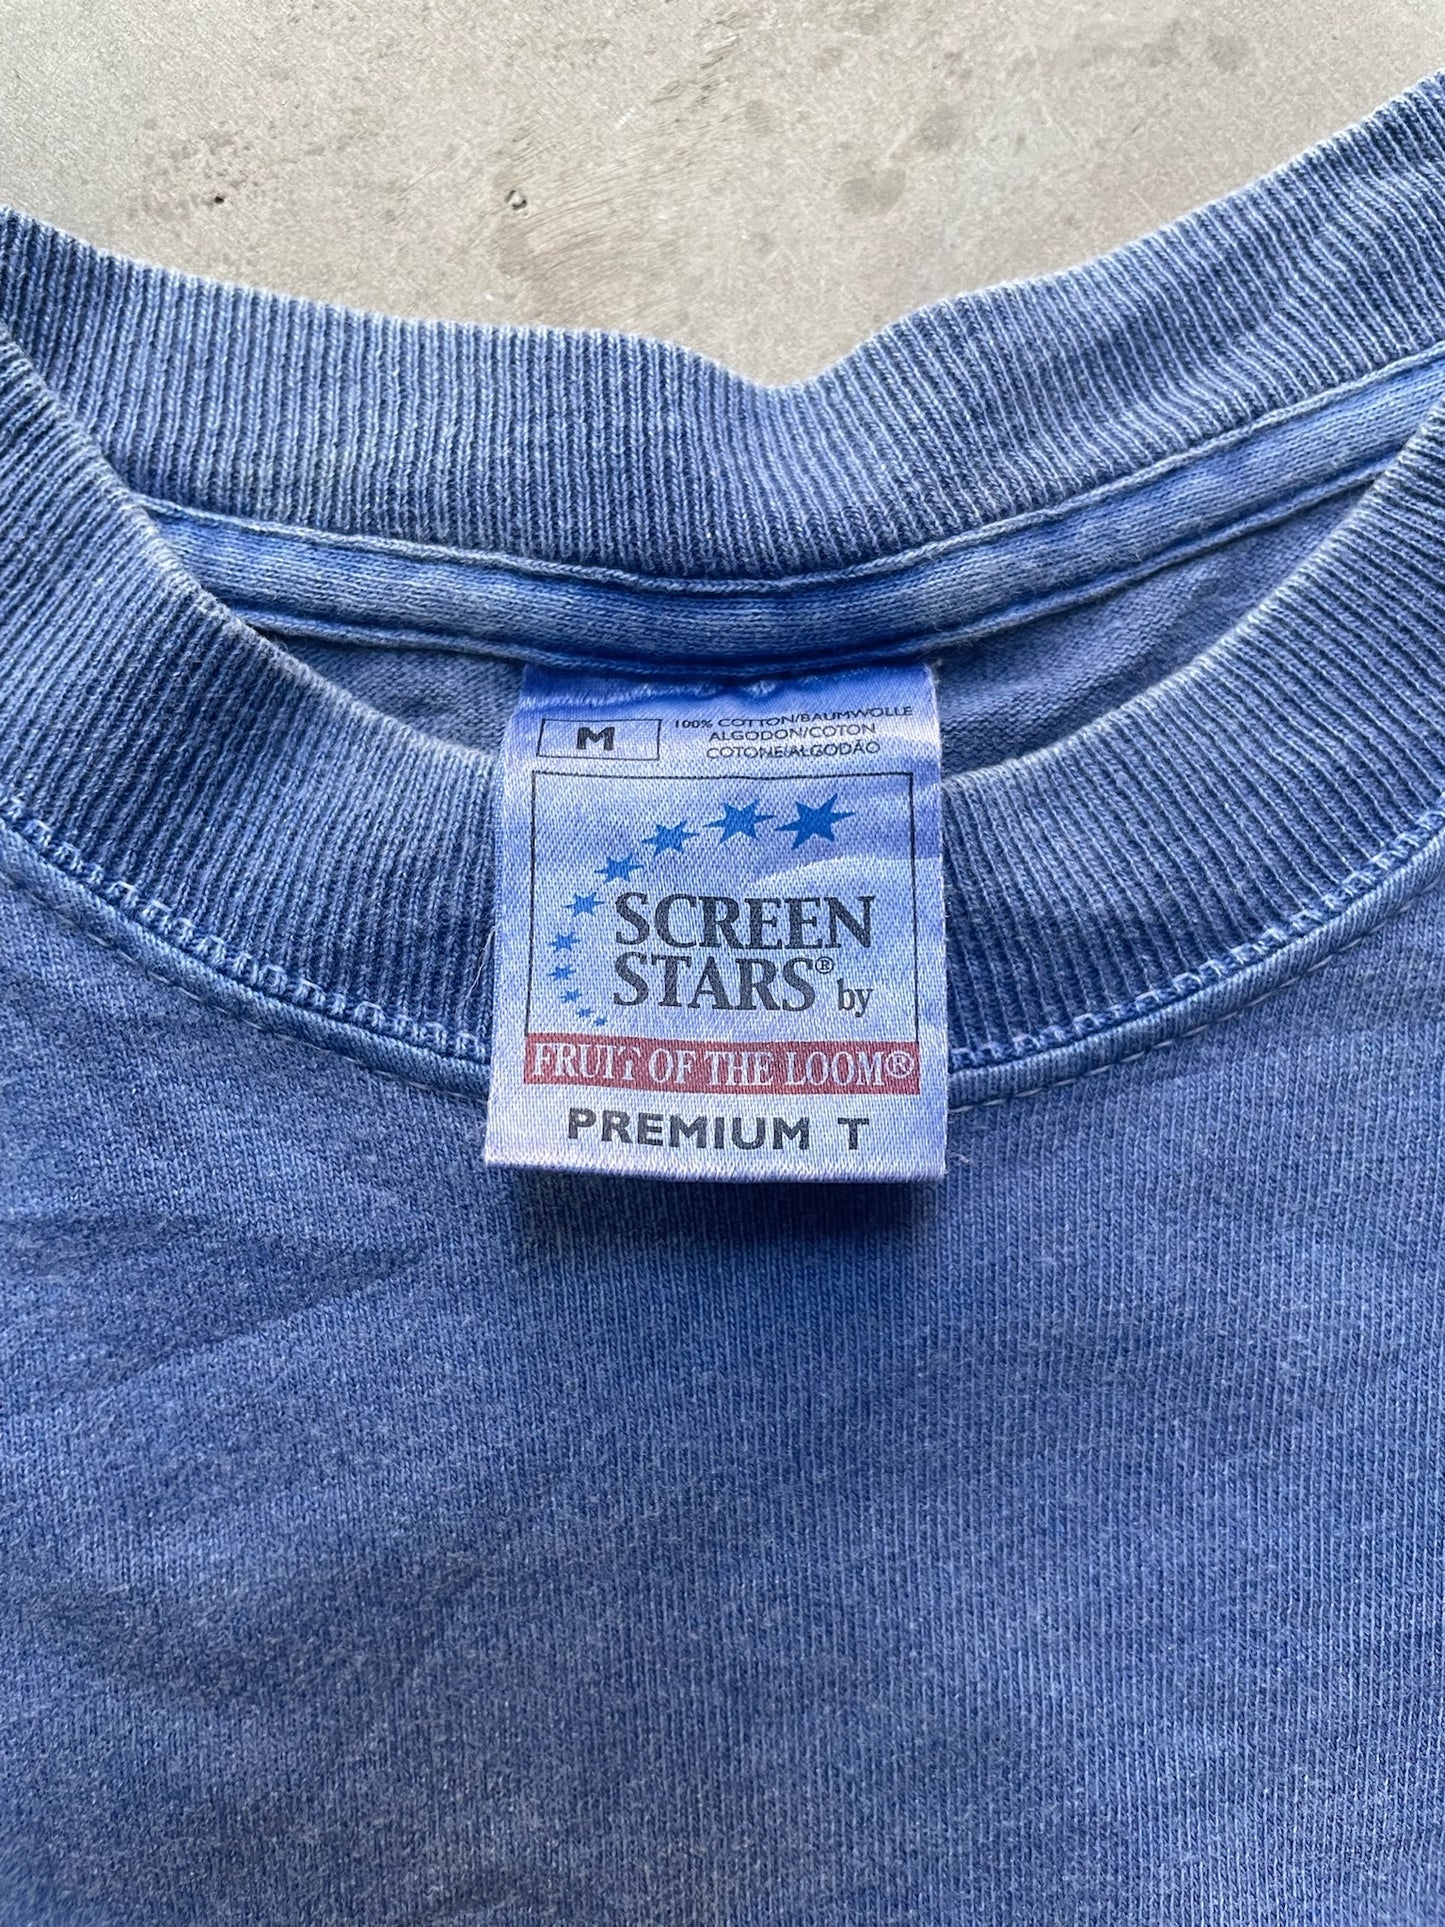 M
100% COTTON/BAUMWOLLE
ALGODON/COTON
COTONE/ALGODÃO
SCREEN
STARS® by
FRUIT OF THE LOOM®
PREMIUM T